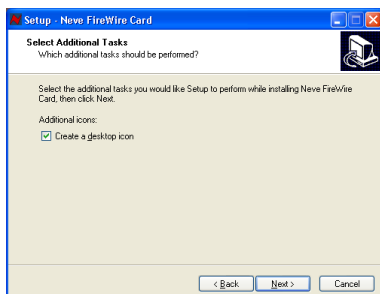 Setup - Neve FireWire Card
Select Additional Tasks
Which additional tasks should be performed?
Select the additional tasks you would like Setup to perform while installing Neve FireWire
Card, then click Next.
Additional icons:
Create a desktop icon
< Back
Next >
Cancel